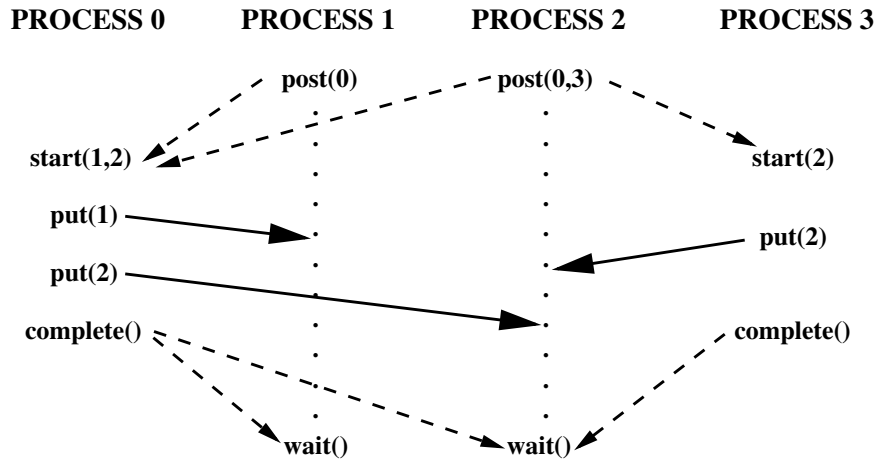 PROCESS 0 PROCESS 1 PROCESS 2 PROCESS 3
post(0) post(0,3)
start(1,2) start(2)
put(1)
put(2)
put(2)
complete() complete()
wait() wait()